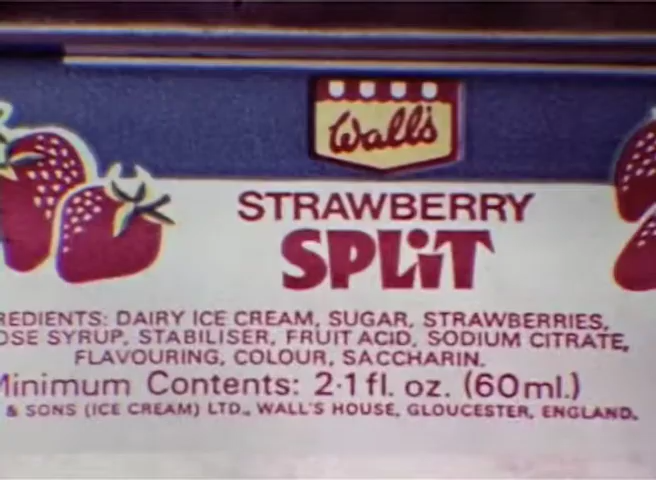 Wall's
STRAWBERRY
SPLiT
REDIENTS: DAIRY ICE CREAM, SUGAR, STRAWBERRIES,
OSE SYRUP, STABILISER, FRUIT ACID, SODIUM CITRATE,
FLAVOURING, COLOUR, SACCHARIN.
Minimum Contents: 2·1 fl. oz. (60ml.)
& SONS (ICE CREAM) LTD., WALL'S HOUSE, GLOUCESTER, ENGLAND.